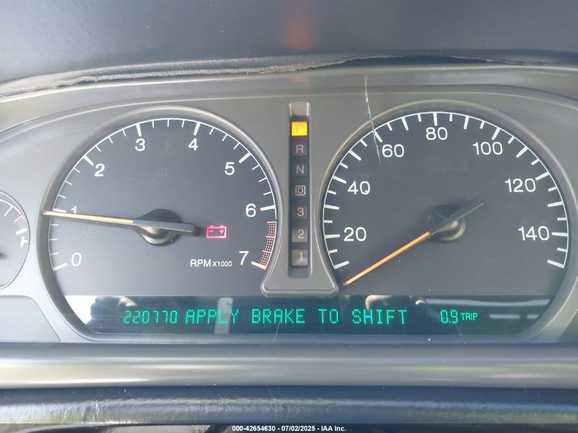 0 1 2 3 4 5 6 7
RPM X1000
P
R
N
D
3
2
1
20 40 60 80 100 120 140
220770 APPLY BRAKE TO SHIFT 0.9 TRIP
000-42654630 - 07/02/2025 - IAA Inc.